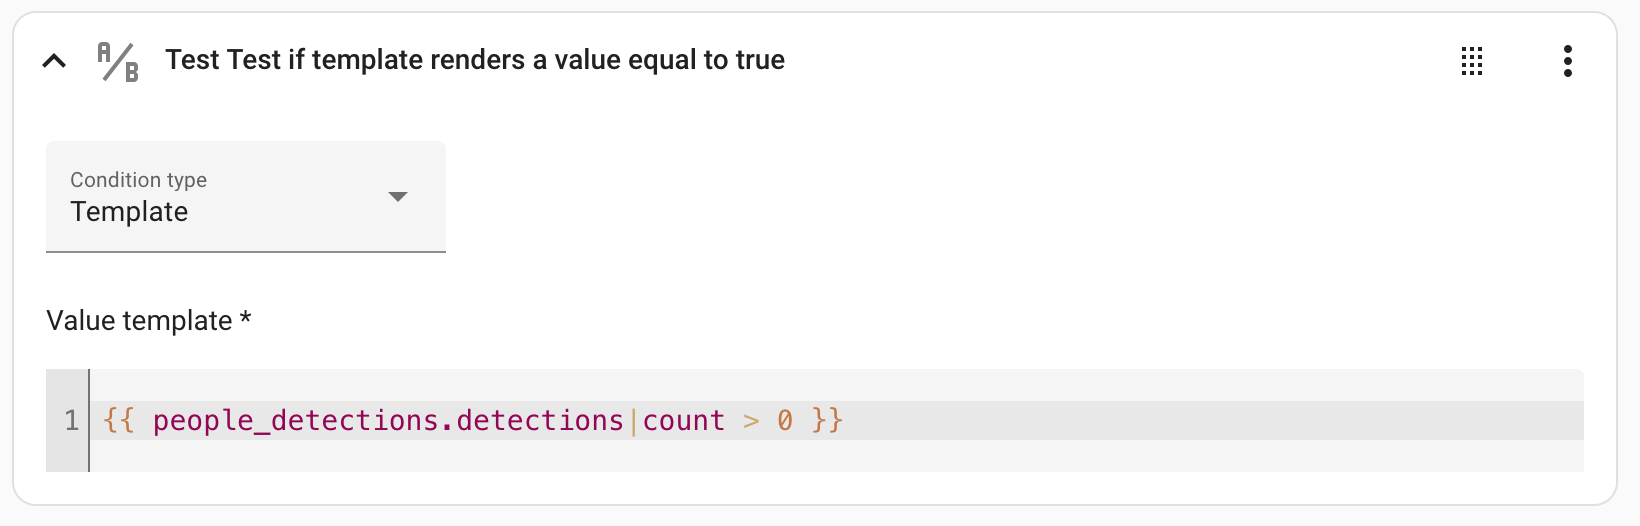 A/B Test Test if template renders a value equal to true
Condition type
Template
Value template *
1 {{ people_detections.detections|count > 0 }}